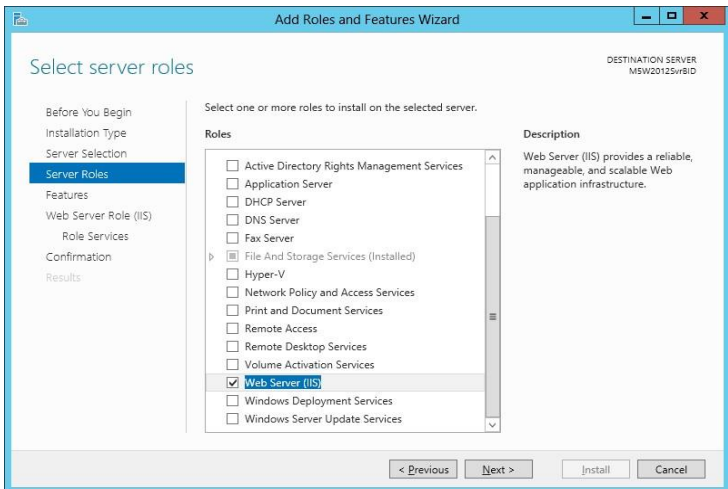 Add Roles and Features Wizard
Select server roles
DESTINATION SERVER
MSW2012SvrBID
Before You Begin
Installation Type
Server Selection
Server Roles
Features
Web Server Role (IIS)
Role Services
Confirmation
Results
Select one or more roles to install on the selected server.
Roles
Active Directory Rights Management Services
Application Server
DHCP Server
DNS Server
Fax Server
File And Storage Services (Installed)
Hyper-V
Network Policy and Access Services
Print and Document Services
Remote Access
Remote Desktop Services
Volume Activation Services
Web Server (IIS)
Windows Deployment Services
Windows Server Update Services
Description
Web Server (IIS) provides a reliable,
manageable, and scalable Web
application infrastructure.
< Previous
Next >
Install
Cancel